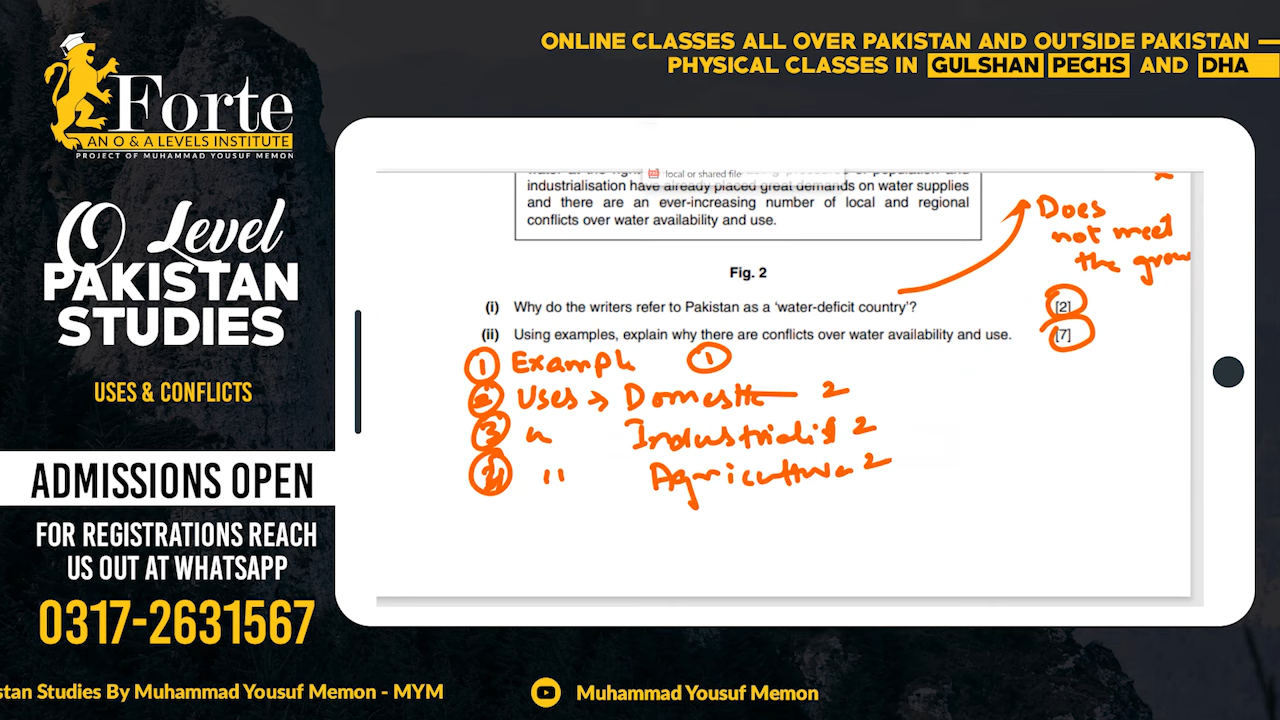 Forte
AN O & A LEVELS INSTITUTE
PROJECT OF MUHAMMAD YOUSUF MEMON
ONLINE CLASSES ALL OVER PAKISTAN AND OUTSIDE PAKISTAN —
PHYSICAL CLASSES IN GULSHAN PECHS AND DHA
O Level
PAKISTAN
STUDIES
USES & CONFLICTS
ADMISSIONS OPEN
FOR REGISTRATIONS REACH
US OUT AT WHATSAPP
0317-2631567
local or shared file
industrialisation have already placed great demands on water supplies
and there are an ever-increasing number of local and regional
conflicts over water availability and use.
Does
not meet
the grow
Fig. 2
(i) Why do the writers refer to Pakistan as a ‘water-deficit country’? [2]
(ii) Using examples, explain why there are conflicts over water availability and use. [7]
1 Example 1
2 Uses → Domestic 2
3 " 2
4 " Agriculture 2
stan Studies By Muhammad Yousuf Memon - MYM
Muhammad Yousuf Memon